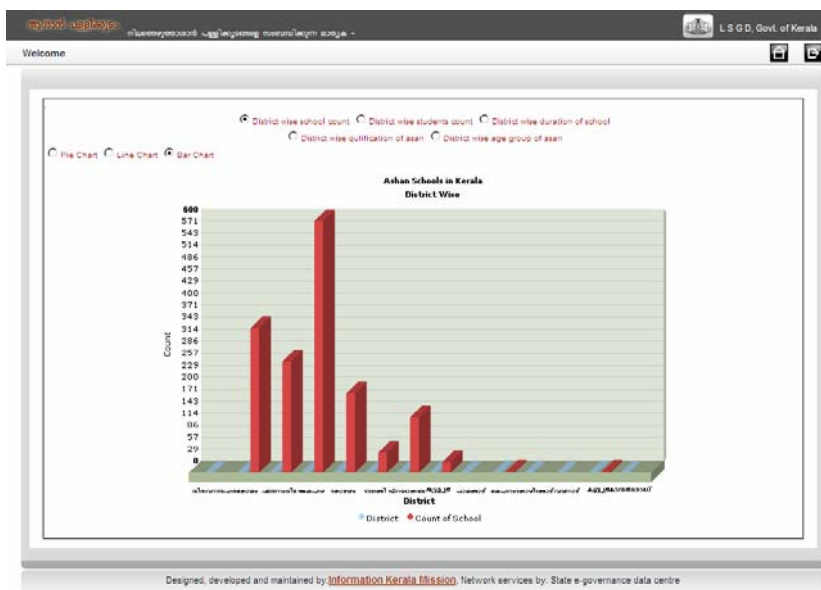 ആശാൻ പള്ളിക്കൂടം
L S G D, Govt. of Kerala
Welcome
District wise school count District wise students count District wise duration of school
District wise qulification of asan District wise age group of asan
Pie Chart Line Chart Bar Chart
Ashan Schools in Kerala
District Wise
600
571
543
514
486
457
429
400
371
343
314
286
257
229
200
171
143
114
86
57
29
0
Count
District
District Count of School
Designed, developed and maintained by:Information Kerala Mission. Network services by: State e-governance data centre